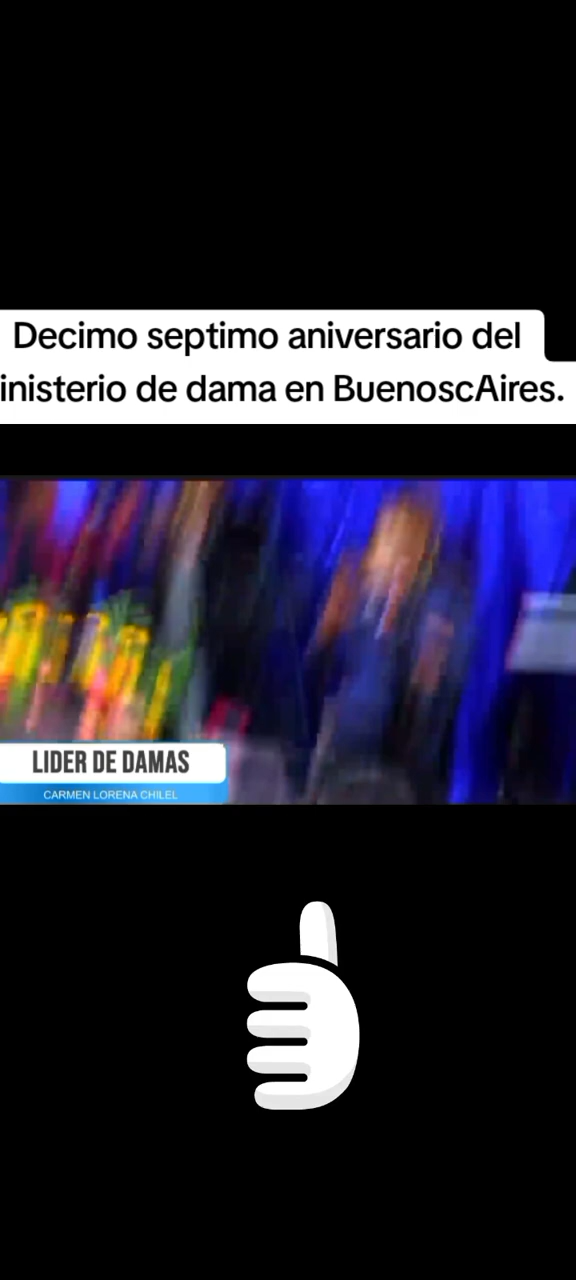 Decimo septimo aniversario del
inisterio de dama en BuenoscAires.
LIDER DE DAMAS
CARMEN LORENA CHILEL